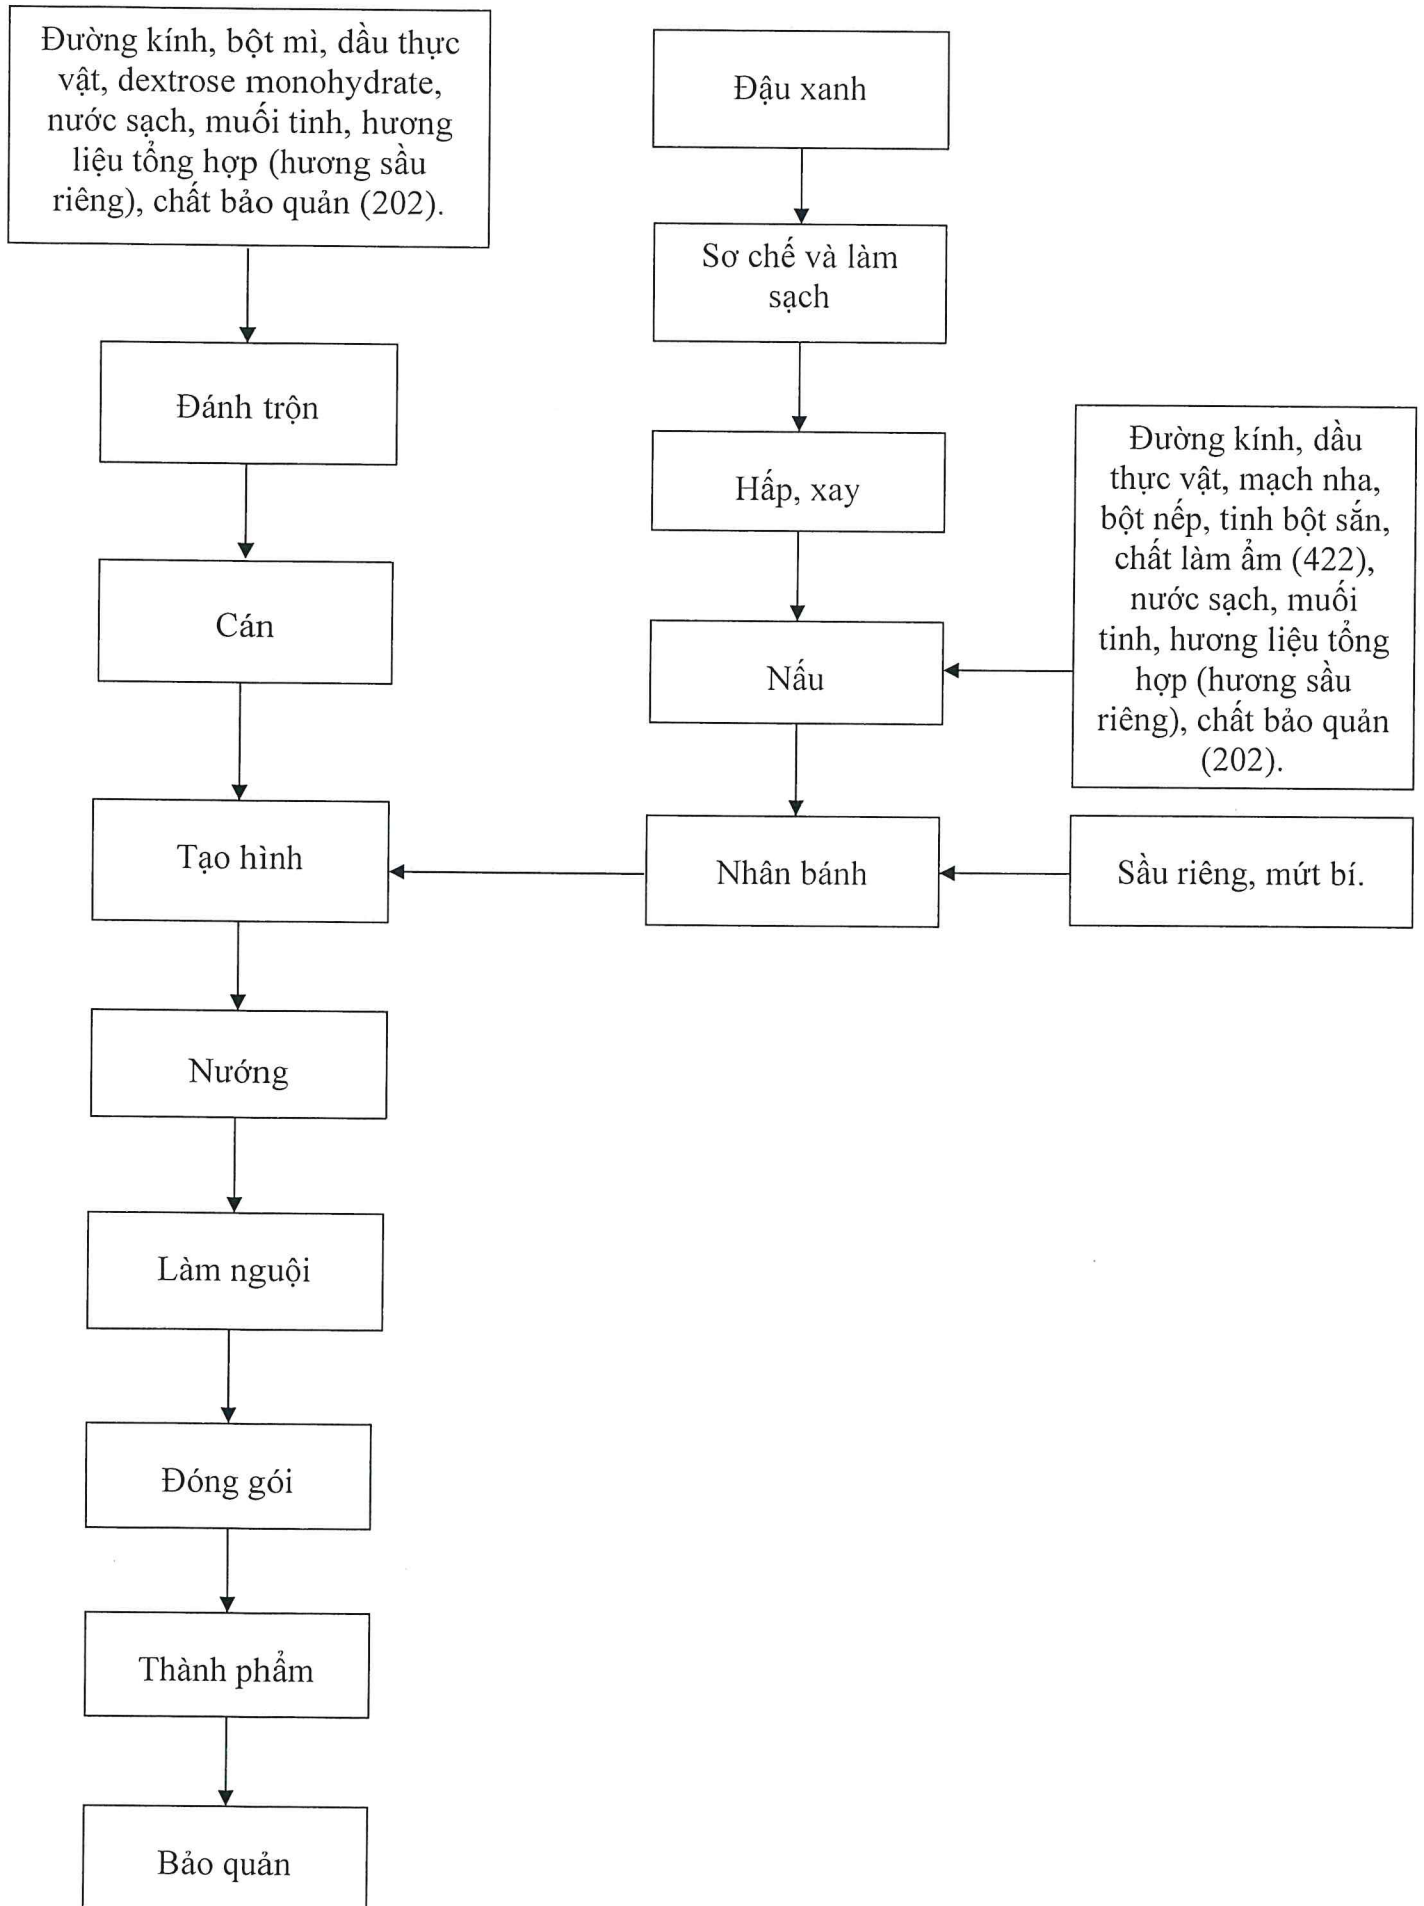 Đường kính, bột mì, dầu thực
vật, dextrose monohydrate,
nước sạch, muối tinh, hương
liệu tổng hợp (hương sầu
riêng), chất bảo quản (202).
Đánh trộn
Cán
Tạo hình
Nướng
Làm nguội
Đóng gói
Thành phẩm
Bảo quản
Đậu xanh
Sơ chế và làm
sạch
Hấp, xay
Nấu
Nhân bánh
Đường kính, dầu
thực vật, mạch nha,
bột nếp, tinh bột sắn,
chất làm ẩm (422),
nước sạch, muối
tinh, hương liệu tổng
hợp (hương sầu
riêng), chất bảo quản
(202).
Sầu riêng, mứt bí.